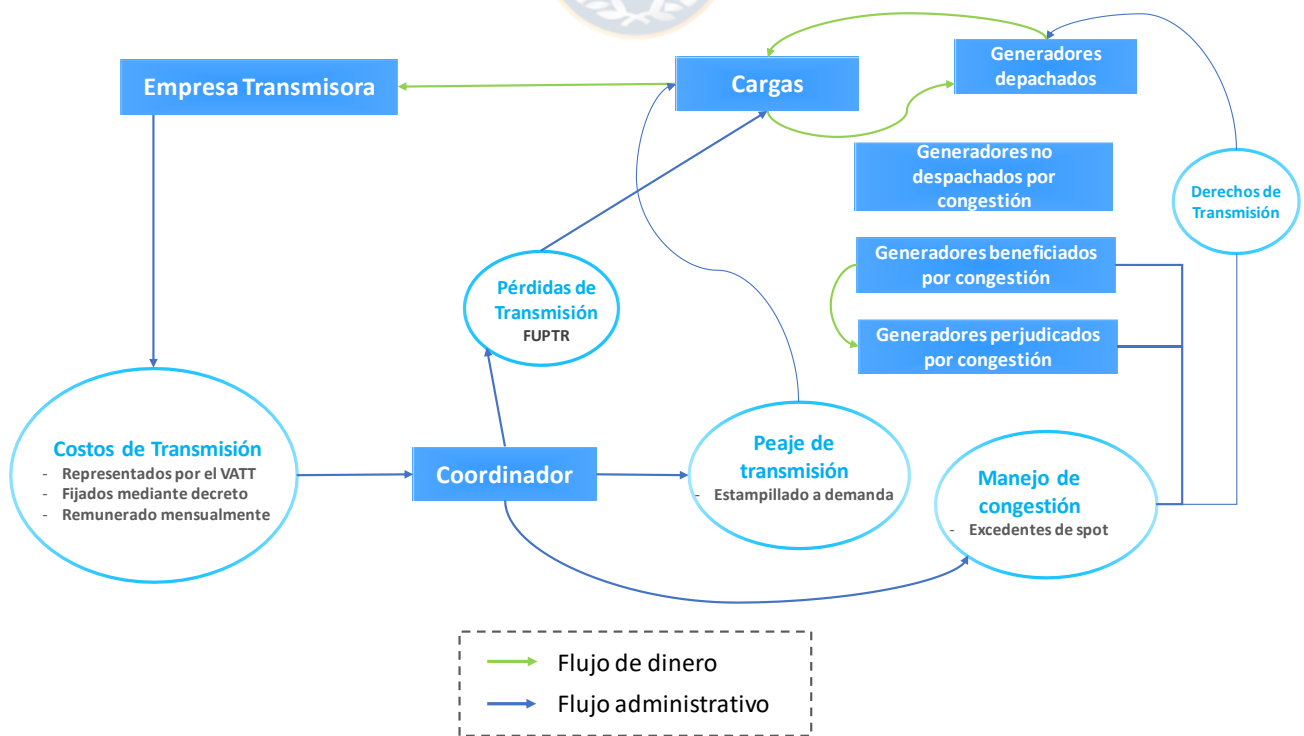 Generadores
depachados
Empresa Transmisora
Cargas
Generadores no
despachados por
congestión
Derechos de
Transmisión
Generadores beneficiados
por congestión
Pérdidas de
Transmisión
FUPTR
Generadores perjudicados
por congestión
Costos de Transmisión
- Representados por el VATT
- Fijados mediante decreto
- Remunerado mensualmente
Coordinador
Peaje de
transmisión
- Estampillado a demanda
Manejo de
congestión
- Excedentes de spot
Flujo de dinero
Flujo administrativo